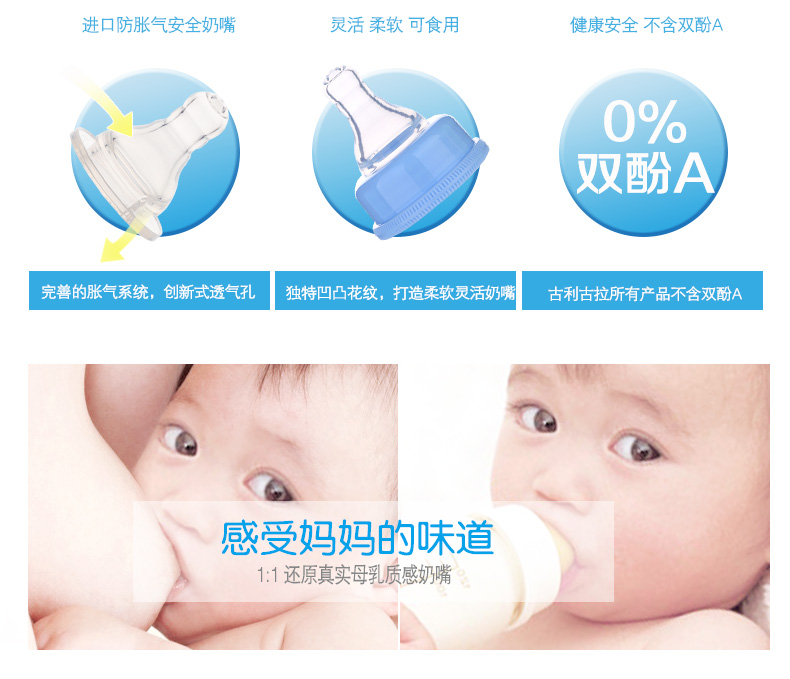 进口防胀气安全奶嘴
灵活 柔软 可食用
健康安全 不含双酚A
0%
双酚A
完善的胀气系统，创新式透气孔
独特凹凸花纹，打造柔软灵活奶嘴
古利古拉所有产品不含双酚A
感受妈妈的味道
1:1 还原真实母乳质感奶嘴